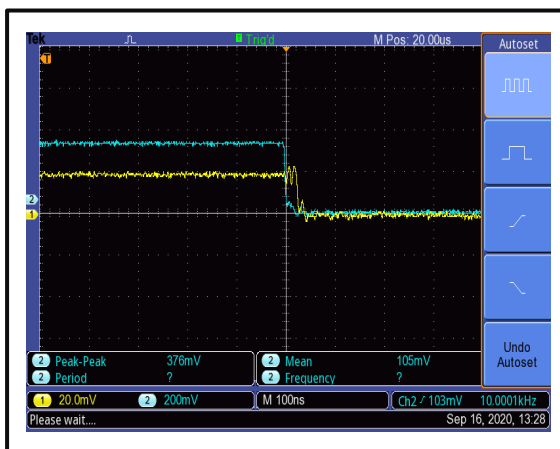 Tek Trig'd M Pos: 20.00us
Autoset
T
2
1
2 Peak-Peak 376mV 2 Mean 105mV
2 Period ? 2 Frequency ?
Undo
Autoset
1 20.0mV 2 200mV M 100ns Ch2 103mV 10.0001kHz
Please wait.... Sep 16, 2020, 13:28